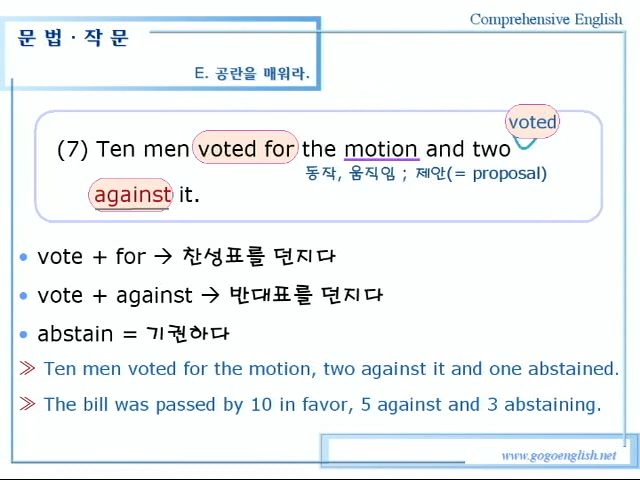 Comprehensive English
문 법 · 작 문
E. 공란을 매워라.
voted
(7) Ten men voted for the motion and two
동작, 움직임 ; 제안(= proposal)
against it.
• vote + for → 찬성표를 던지다
• vote + against → 반대표를 던지다
• abstain = 기권하다
≫ Ten men voted for the motion, two against it and one abstained.
≫ The bill was passed by 10 in favor, 5 against and 3 abstaining.
www.gogoenglish.net